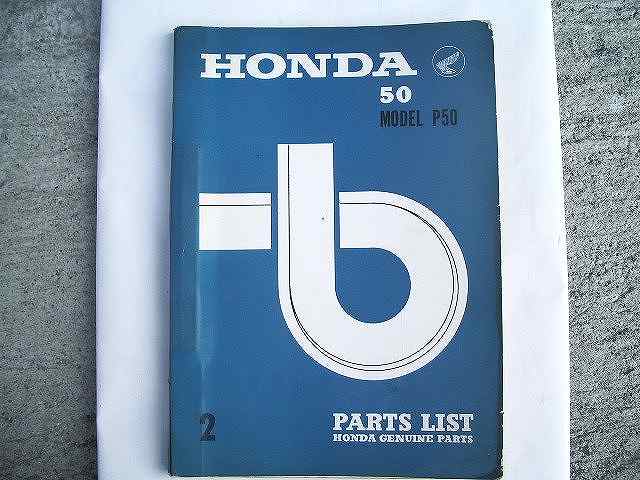 HONDA
50
MODEL P50
2
PARTS LIST
HONDA GENUINE PARTS